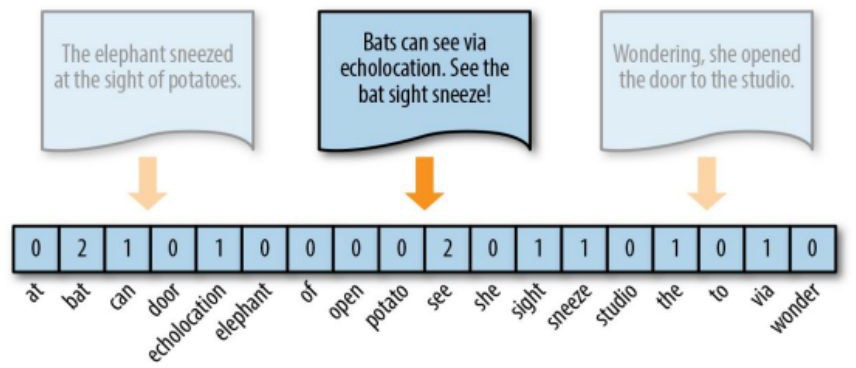 The elephant sneezed
at the sight of potatoes.
Bats can see via
echolocation. See the
bat sight sneeze!
Wondering, she opened
the door to the studio.
0 2 1 0 1 0 0 0 0 2 0 1 1 0 1 0 1 0
at bat can door echolocation elephant of open potato see she sight sneeze studio the to via wonder